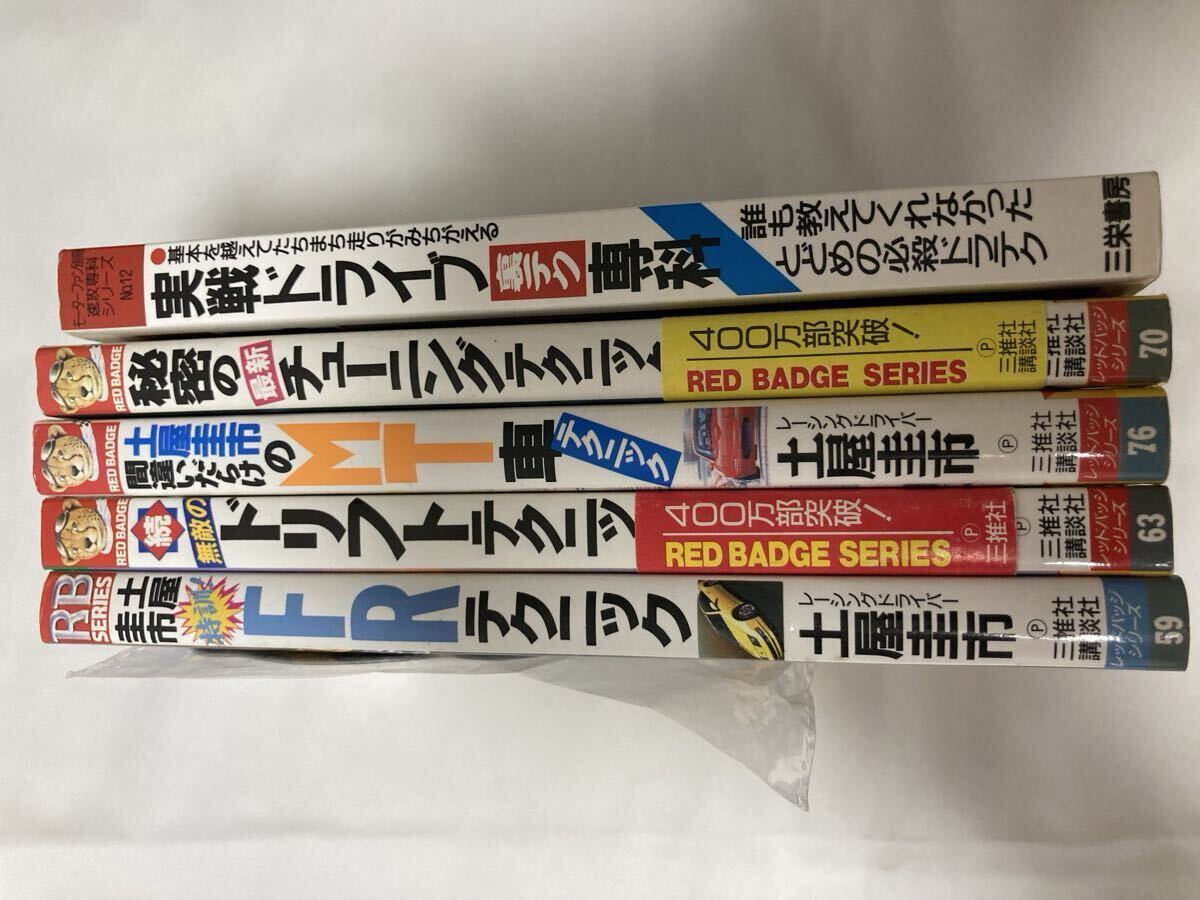 モーターファン別冊
速攻専科
シリーズ
No.12
●基本を越えてたちまち走りがみちがえる
実戦ドライブ裏テク専科
誰も教えてくれなかった
とどめの必殺ドラテク
三栄書房
RED BADGE
秘密の最新チューニングテクニッ
400万部突破!
RED BADGE SERIES
P
三推社
講談社
三推社
講談社
レッドバッジ
シリーズ
70
RED BADGE
土屋圭市の
間違いだらけ
MT車テクニック
レーシングドライバー
土屋圭市
P
三推社
講談社
レッドバッジ
シリーズ
76
RED BADGE
続
無敵の
ドリフトテクニッ
400万部突破!
RED BADGE SERIES
P
三推社
P
三推社
講談社
レッドバッジ
シリーズ
63
RB
SERIES
土屋
圭市
特訓
FRテクニック
レーシングドライバー
土屋圭市
P
三推社
講談社
レッドバッジ
シリーズ
59